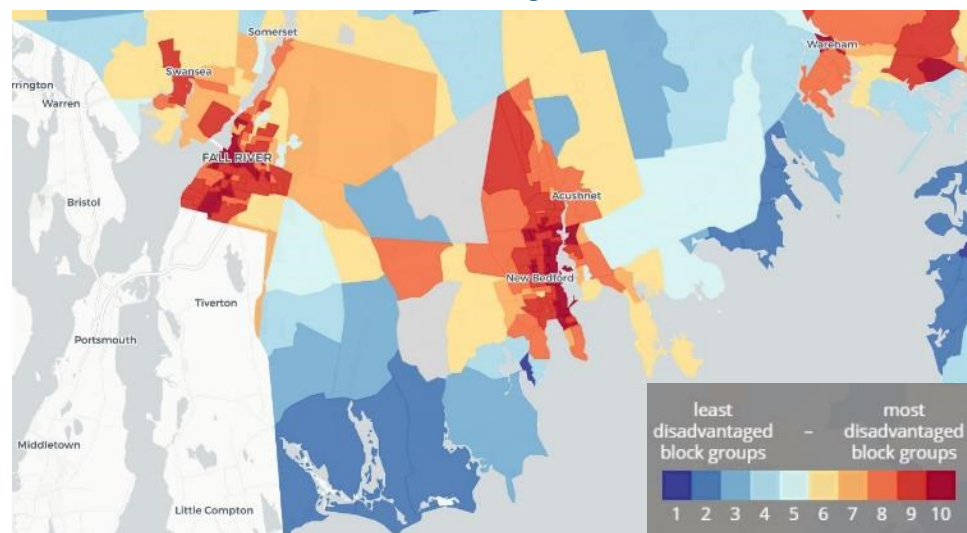 Somerset
Wareham
Swansea
rrington
Warren
FALL RIVER
Acushnet
Bristol
New Bedford
Tiverton
Portsmouth
Middletown
Little Compton
least
disadvantaged
block groups
–
most
disadvantaged
block groups
1 2 3 4 5 6 7 8 9 10